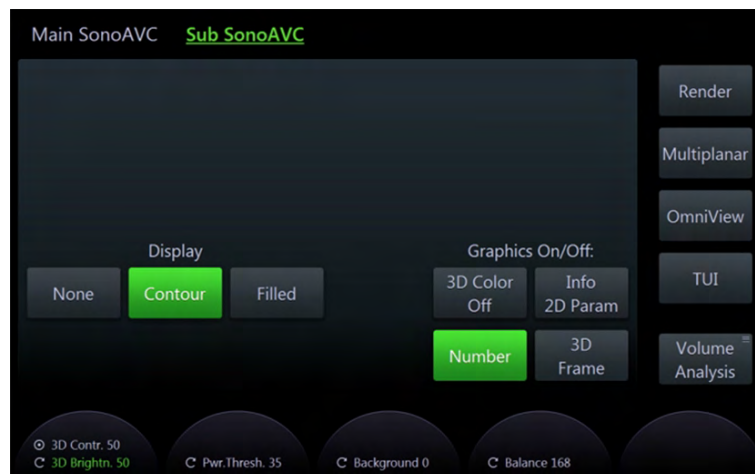 Main SonoAVC Sub SonoAVC
Render
Multiplanar
OmniView
TUI
Volume
Analysis
Display
None Contour Filled
Graphics On/Off:
3D Color
Off
Info
2D Param
Number
3D
Frame
3D Contr. 50
3D Brightn. 50
Pwr.Thresh. 35
Background 0
Balance 168